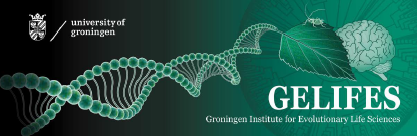 university of
groningen
GELIFES
Groningen Institute for Evolutionary Life Sciences